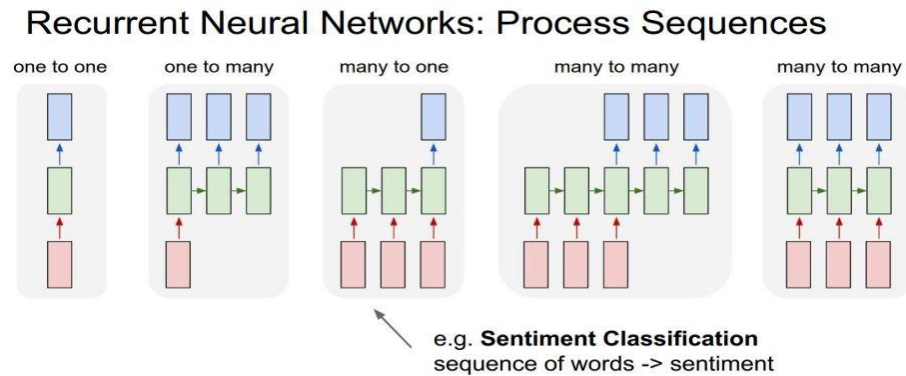 Recurrent Neural Networks: Process Sequences
one to one
one to many
many to one
many to many
many to many
e.g. Sentiment Classification
sequence of words -> sentiment